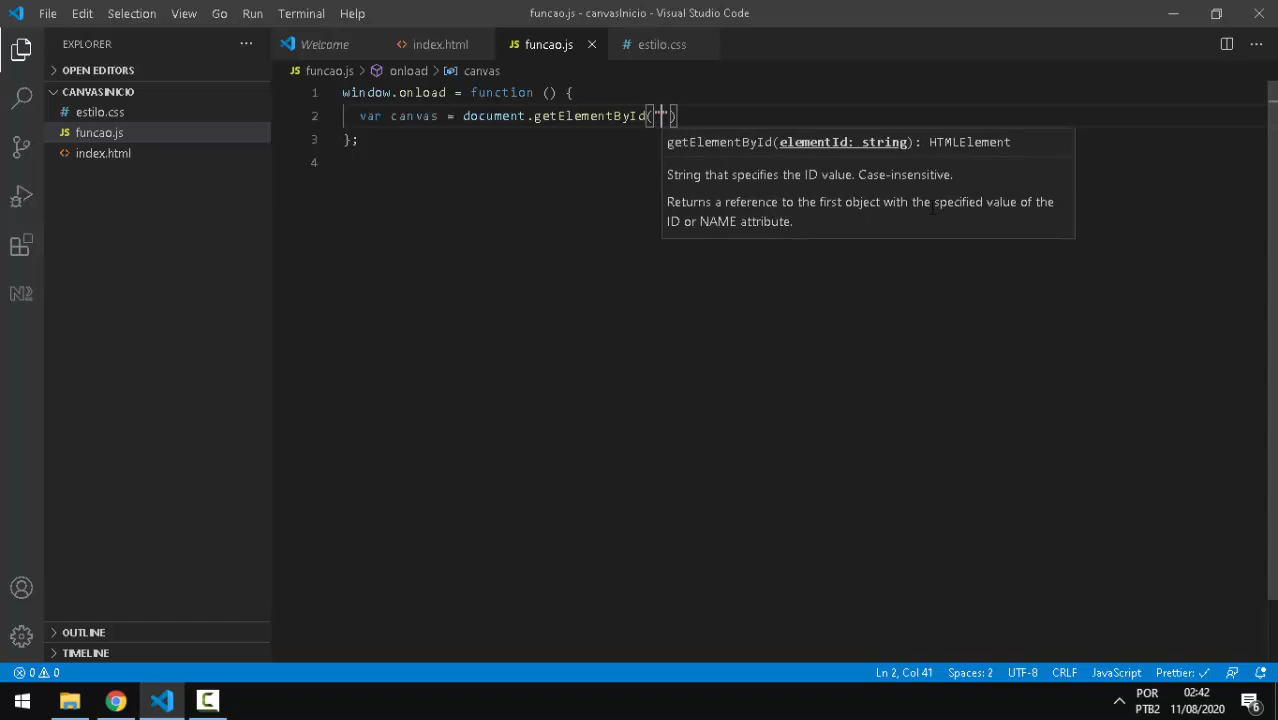 File Edit Selection View Go Run Terminal Help
funcao.js - canvasInicio - Visual Studio Code
EXPLORER
Welcome
index.html
funcao.js
estilo.css
OPEN EDITORS
CANVASINICIO
estilo.css
funcao.js
index.html
OUTLINE
TIMELINE
funcao.js > onload > canvas
1 window.onload = function () {
2 var canvas = document.getElementById("")
3 };
4
getElementById(elementId: string): HTMLElement
String that specifies the ID value. Case-insensitive.
Returns a reference to the first object with the specified value of the
ID or NAME attribute.
0 0
Ln 2, Col 41 Spaces: 2 UTF-8 CRLF JavaScript Prettier: ✓
POR
PTB2
02:42
11/08/2020
6